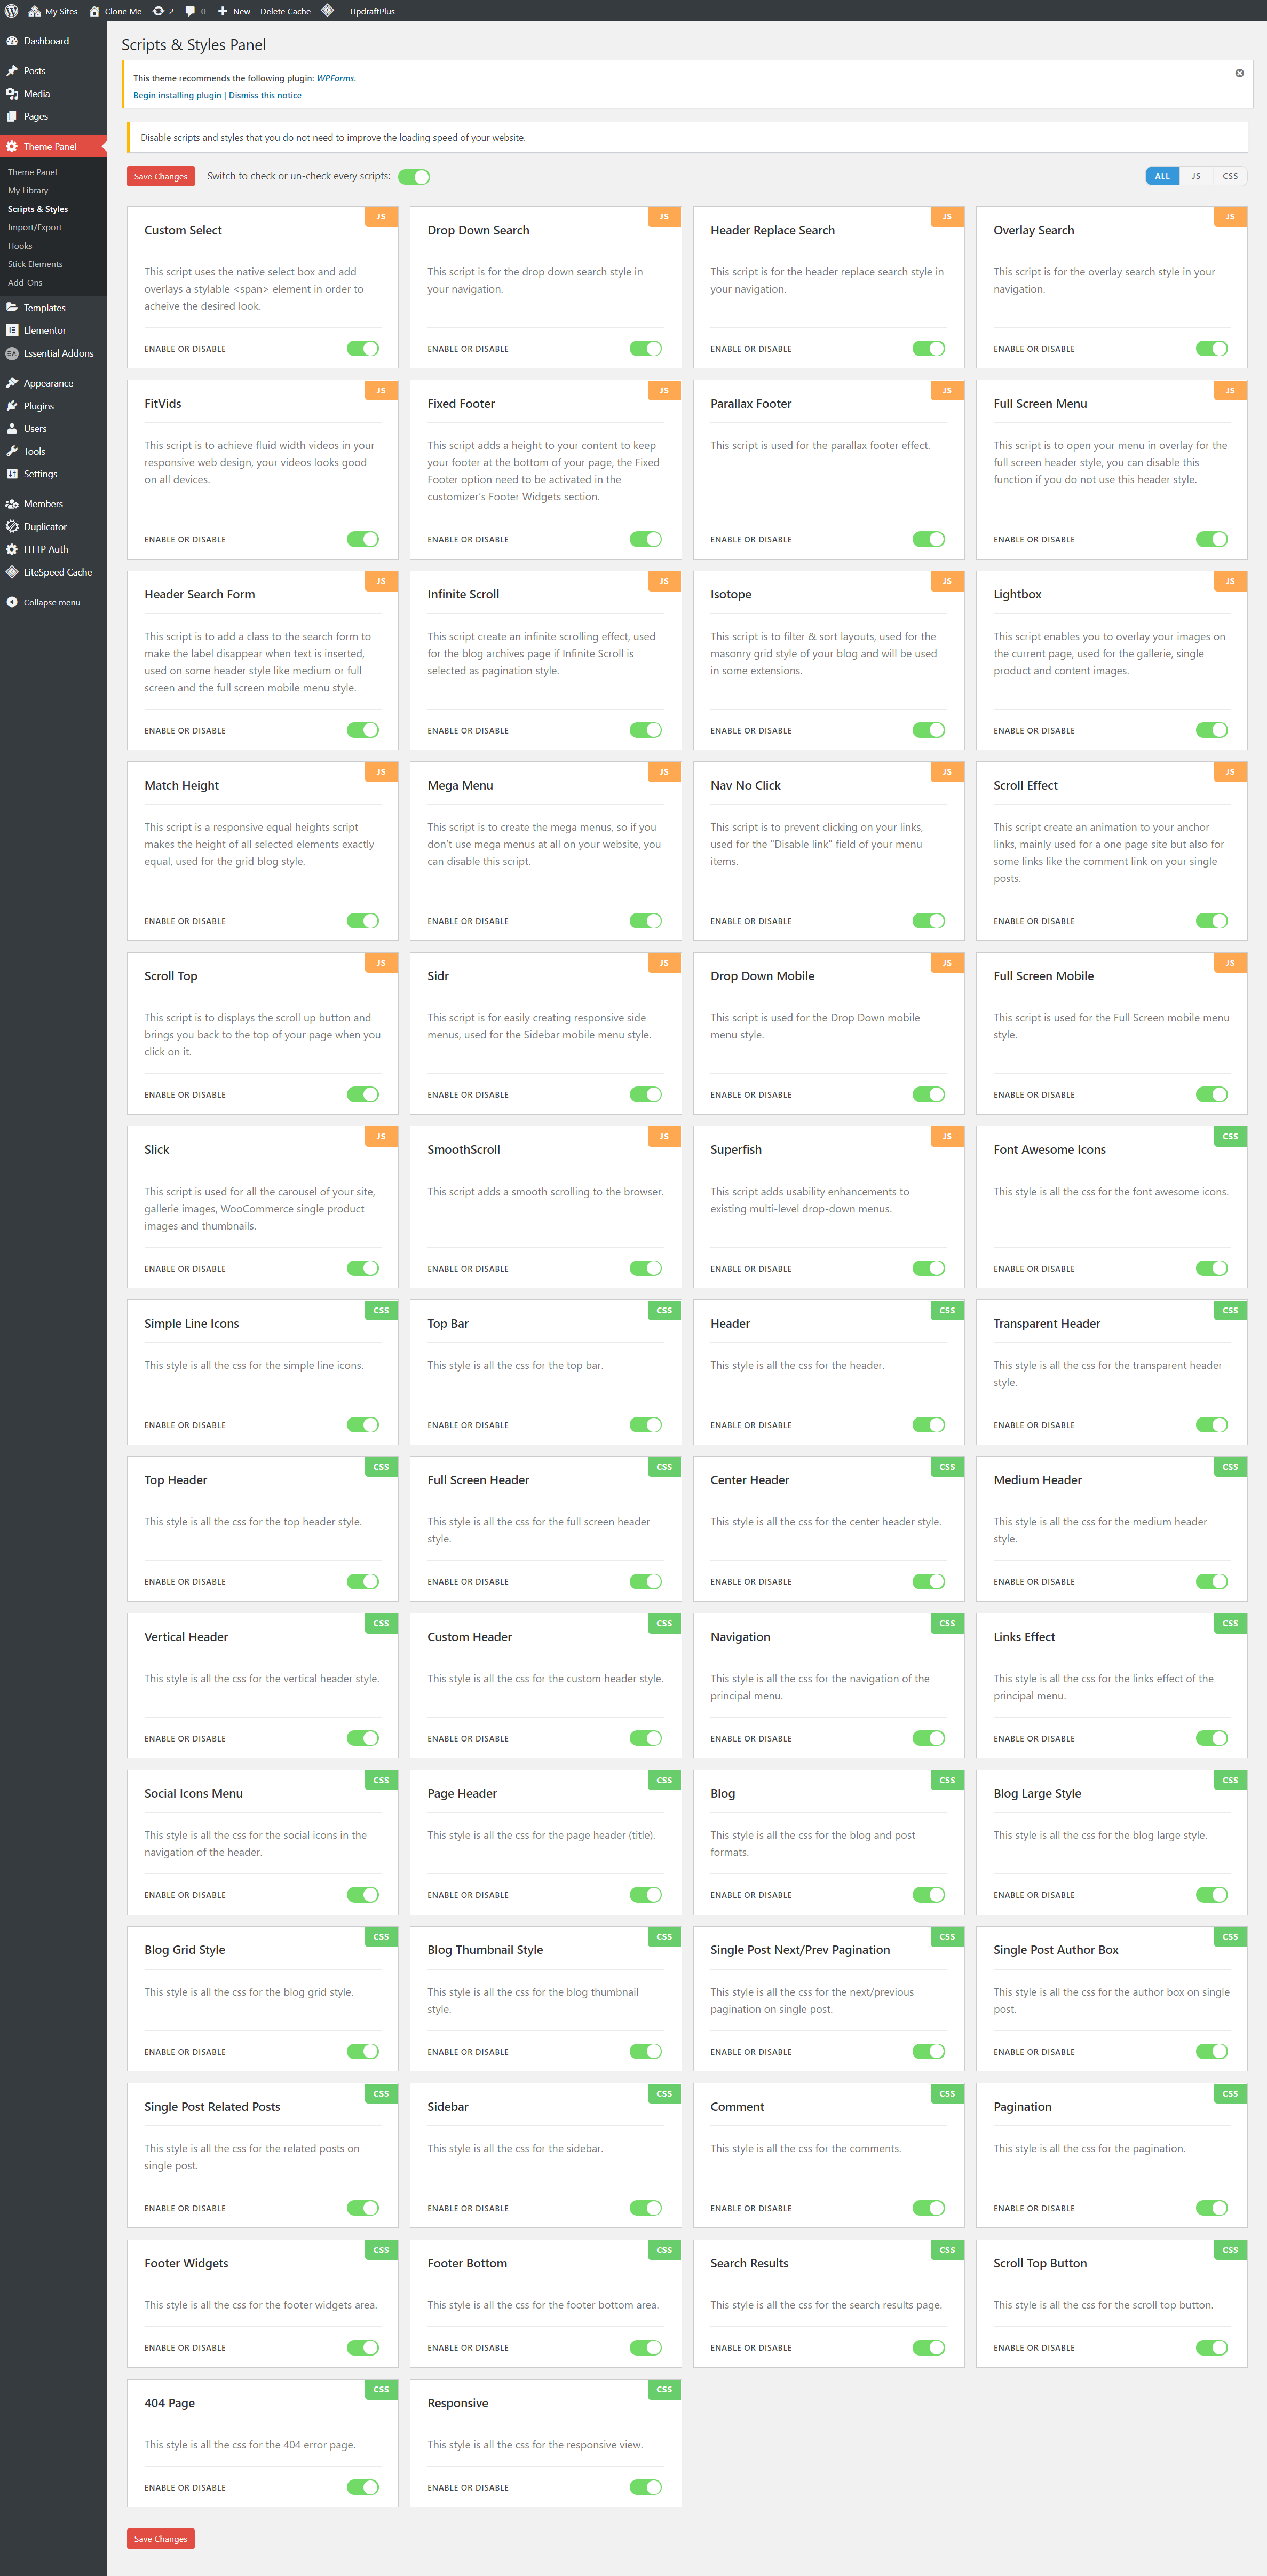 My Sites Clone Me 2 0 New Delete Cache UpdraftPlus
Dashboard
Posts
Media
Pages
Theme Panel
Theme Panel
My Library
Scripts & Styles
Import/Export
Hooks
Stick Elements
Add-Ons
Templates
Elementor
Essential Addons
Appearance
Plugins
Users
Tools
Settings
Members
Duplicator
HTTP Auth
LiteSpeed Cache
Collapse menu
Scripts & Styles Panel
This theme recommends the following plugin: WPForms.
Begin installing plugin | Dismiss this notice
Disable scripts and styles that you do not need to improve the loading speed of your website.
Save Changes Switch to check or un-check every scripts:
ALL JS CSS
JS
Custom Select
This script uses the native select box and add
overlays a stylable <span> element in order to
acheive the desired look.
ENABLE OR DISABLE
JS
Drop Down Search
This script is for the drop down search style in
your navigation.
ENABLE OR DISABLE
JS
Header Replace Search
This script is for the header replace search style in
your navigation.
ENABLE OR DISABLE
JS
Overlay Search
This script is for the overlay search style in your
navigation.
ENABLE OR DISABLE
JS
FitVids
This script is to achieve fluid width videos in your
responsive web design, your videos looks good
on all devices.
ENABLE OR DISABLE
JS
Fixed Footer
This script adds a height to your content to keep
your footer at the bottom of your page, the Fixed
Footer option need to be activated in the
customizer's Footer Widgets section.
ENABLE OR DISABLE
JS
Parallax Footer
This script is used for the parallax footer effect.
ENABLE OR DISABLE
JS
Full Screen Menu
This script is to open your menu in overlay for the
full screen header style, you can disable this
function if you do not use this header style.
ENABLE OR DISABLE
JS
Header Search Form
This script is to add a class to the search form to
make the label disappear when text is inserted,
used on some header style like medium or full
screen and the full screen mobile menu style.
ENABLE OR DISABLE
JS
Infinite Scroll
This script create an infinite scrolling effect, used
for the blog archives page if Infinite Scroll is
selected as pagination style.
ENABLE OR DISABLE
JS
Isotope
This script is to filter & sort layouts, used for the
masonry grid style of your blog and will be used
in some extensions.
ENABLE OR DISABLE
JS
Lightbox
This script enables you to overlay your images on
the current page, used for the gallerie, single
product and content images.
ENABLE OR DISABLE
JS
Match Height
This script is a responsive equal heights script
makes the height of all selected elements exactly
equal, used for the grid blog style.
ENABLE OR DISABLE
JS
Mega Menu
This script is to create the mega menus, so if you
don't use mega menus at all on your website, you
can disable this script.
ENABLE OR DISABLE
JS
Nav No Click
This script is to prevent clicking on your links,
used for the "Disable link" field of your menu
items.
ENABLE OR DISABLE
JS
Scroll Effect
This script create an animation to your anchor
links, mainly used for a one page site but also for
some links like the comment link on your single
posts.
ENABLE OR DISABLE
JS
Scroll Top
This script is to displays the scroll up button and
brings you back to the top of your page when you
click on it.
ENABLE OR DISABLE
JS
Sidr
This script is for easily creating responsive side
menus, used for the Sidebar mobile menu style.
ENABLE OR DISABLE
JS
Drop Down Mobile
This script is used for the Drop Down mobile
menu style.
ENABLE OR DISABLE
JS
Full Screen Mobile
This script is used for the Full Screen mobile menu
style.
ENABLE OR DISABLE
JS
Slick
This script is used for all the carousel of your site,
gallerie images, WooCommerce single product
images and thumbnails.
ENABLE OR DISABLE
JS
SmoothScroll
This script adds a smooth scrolling to the browser.
ENABLE OR DISABLE
JS
Superfish
This script adds usability enhancements to
existing multi-level drop-down menus.
ENABLE OR DISABLE
CSS
Font Awesome Icons
This style is all the css for the font awesome icons.
ENABLE OR DISABLE
CSS
Simple Line Icons
This style is all the css for the simple line icons.
ENABLE OR DISABLE
CSS
Top Bar
This style is all the css for the top bar.
ENABLE OR DISABLE
CSS
Header
This style is all the css for the header.
ENABLE OR DISABLE
CSS
Transparent Header
This style is all the css for the transparent header
style.
ENABLE OR DISABLE
CSS
Top Header
This style is all the css for the top header style.
ENABLE OR DISABLE
CSS
Full Screen Header
This style is all the css for the full screen header
style.
ENABLE OR DISABLE
CSS
Center Header
This style is all the css for the center header style.
ENABLE OR DISABLE
CSS
Medium Header
This style is all the css for the medium header
style.
ENABLE OR DISABLE
CSS
Vertical Header
This style is all the css for the vertical header style.
ENABLE OR DISABLE
CSS
Custom Header
This style is all the css for the custom header style.
ENABLE OR DISABLE
CSS
Navigation
This style is all the css for the navigation of the
principal menu.
ENABLE OR DISABLE
CSS
Links Effect
This style is all the css for the links effect of the
principal menu.
ENABLE OR DISABLE
CSS
Social Icons Menu
This style is all the css for the social icons in the
navigation of the header.
ENABLE OR DISABLE
CSS
Page Header
This style is all the css for the page header (title).
ENABLE OR DISABLE
CSS
Blog
This style is all the css for the blog and post
formats.
ENABLE OR DISABLE
CSS
Blog Large Style
This style is all the css for the blog large style.
ENABLE OR DISABLE
CSS
Blog Grid Style
This style is all the css for the blog grid style.
ENABLE OR DISABLE
CSS
Blog Thumbnail Style
This style is all the css for the blog thumbnail
style.
ENABLE OR DISABLE
CSS
Single Post Next/Prev Pagination
This style is all the css for the next/previous
pagination on single post.
ENABLE OR DISABLE
CSS
Single Post Author Box
This style is all the css for the author box on single
post.
ENABLE OR DISABLE
CSS
Single Post Related Posts
This style is all the css for the related posts on
single post.
ENABLE OR DISABLE
CSS
Sidebar
This style is all the css for the sidebar.
ENABLE OR DISABLE
CSS
Comment
This style is all the css for the comments.
ENABLE OR DISABLE
CSS
Pagination
This style is all the css for the pagination.
ENABLE OR DISABLE
CSS
Footer Widgets
This style is all the css for the footer widgets area.
ENABLE OR DISABLE
CSS
Footer Bottom
This style is all the css for the footer bottom area.
ENABLE OR DISABLE
CSS
Search Results
This style is all the css for the search results page.
ENABLE OR DISABLE
CSS
Scroll Top Button
This style is all the css for the scroll top button.
ENABLE OR DISABLE
CSS
404 Page
This style is all the css for the 404 error page.
ENABLE OR DISABLE
CSS
Responsive
This style is all the css for the responsive view.
ENABLE OR DISABLE
Save Changes